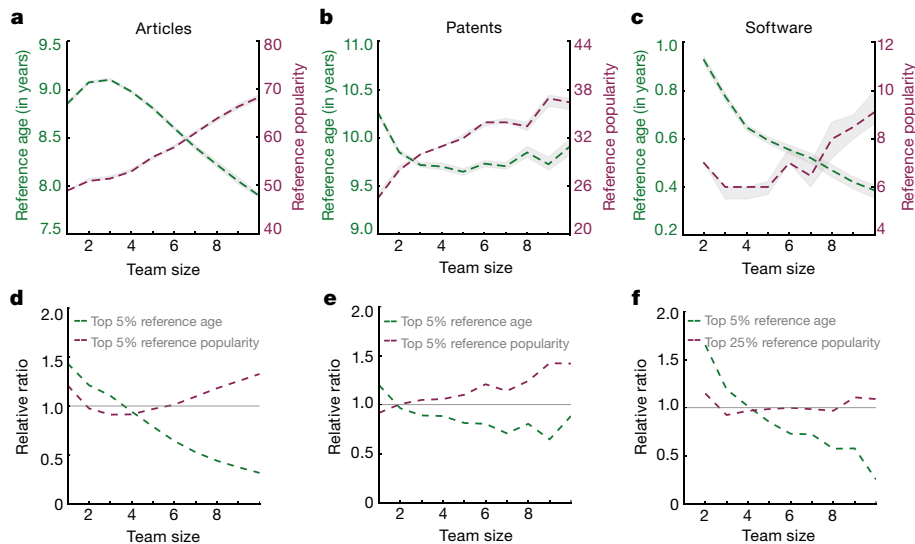 a
Articles
9.5
9.0
8.5
8.0
7.5
Reference age (in years)
80
70
60
50
40
Reference popularity
2
4
6
8
Team size
b
Patents
11.0
10.5
10.0
9.5
9.0
Reference age (in years)
44
38
32
26
20
Reference popularity
2
4
6
8
Team size
c
Software
1.0
0.8
0.6
0.4
0.2
Reference age (in years)
12
10
8
6
4
Reference popularity
2
4
6
8
Team size
d
2.0
1.5
1.0
0.5
0
Relative ratio
Top 5% reference age
Top 5% reference popularity
2
4
6
8
Team size
e
2.0
1.5
1.0
0.5
0
Relative ratio
Top 5% reference age
Top 5% reference popularity
2
4
6
8
Team size
f
2.0
1.5
1.0
0.5
0
Relative ratio
Top 5% reference age
Top 25% reference popularity
2
4
6
8
Team size